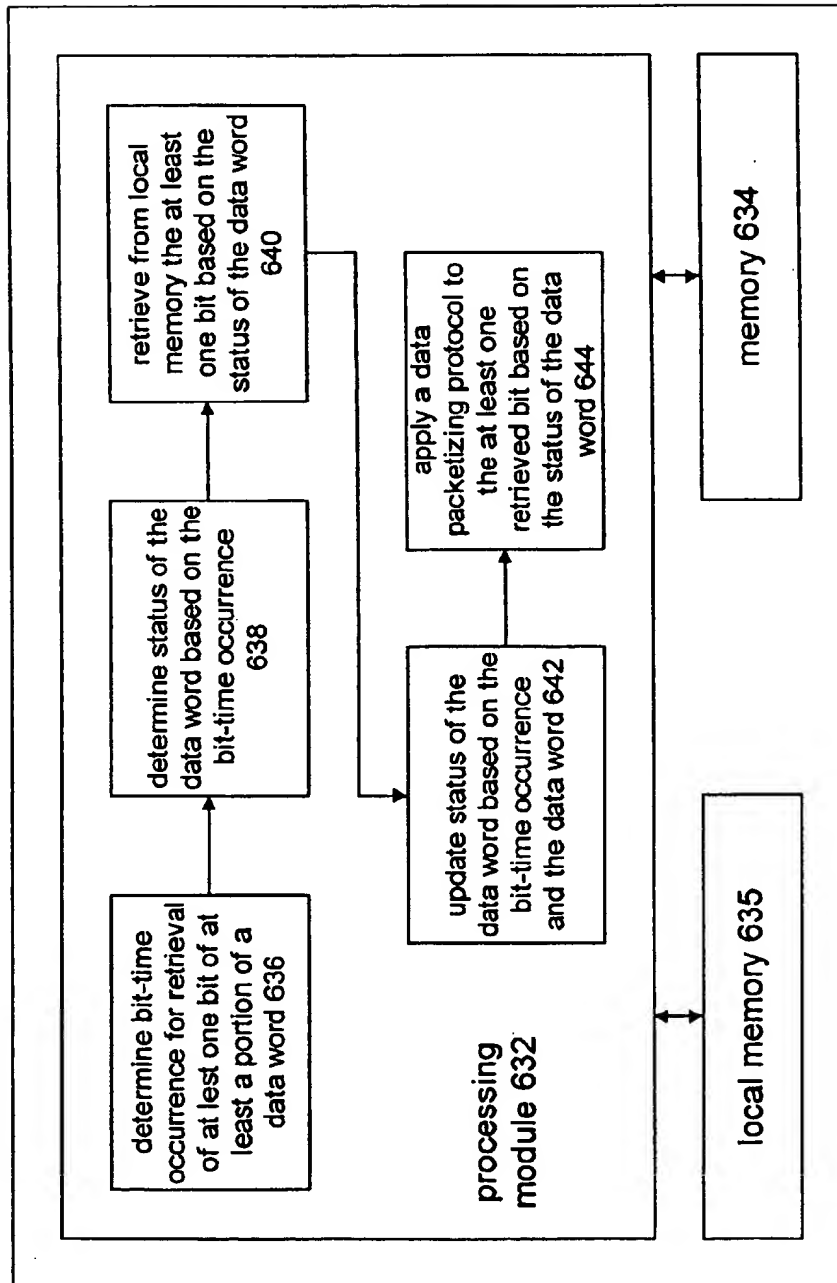 determine bit-time
occurrence for retrieval
of at lest one bit of at
least a portion of a
data word 636
determine status of the
data word based on the
bit-time occurrence
638
retrieve from local
memory the at least
one bit based on the
status of the data word
640
update status of the
data word based on the
bit-time occurrence
and the data word 642
apply a data
packetizing protocol to
the at least one
retrieved bit based on
the status of the data
word 644
processing
module 632
local memory 635
memory 634